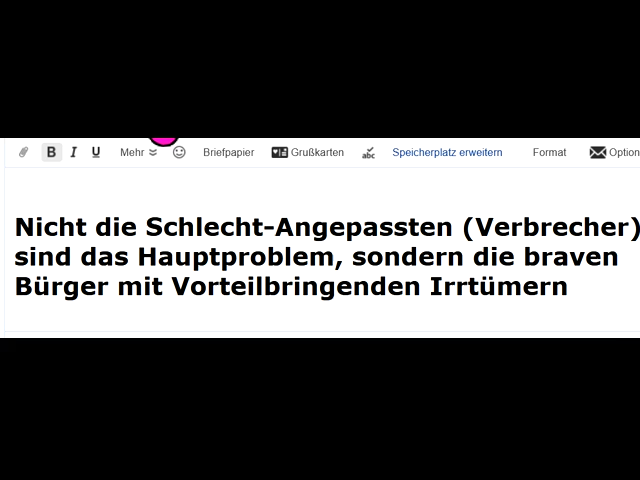 B I U Mehr Briefpapier Grußkarten abc Speicherplatz erweitern Format Option
Nicht die Schlecht-Angepassten (Verbrecher)
sind das Hauptproblem, sondern die braven
Bürger mit Vorteilbringenden Irrtümern